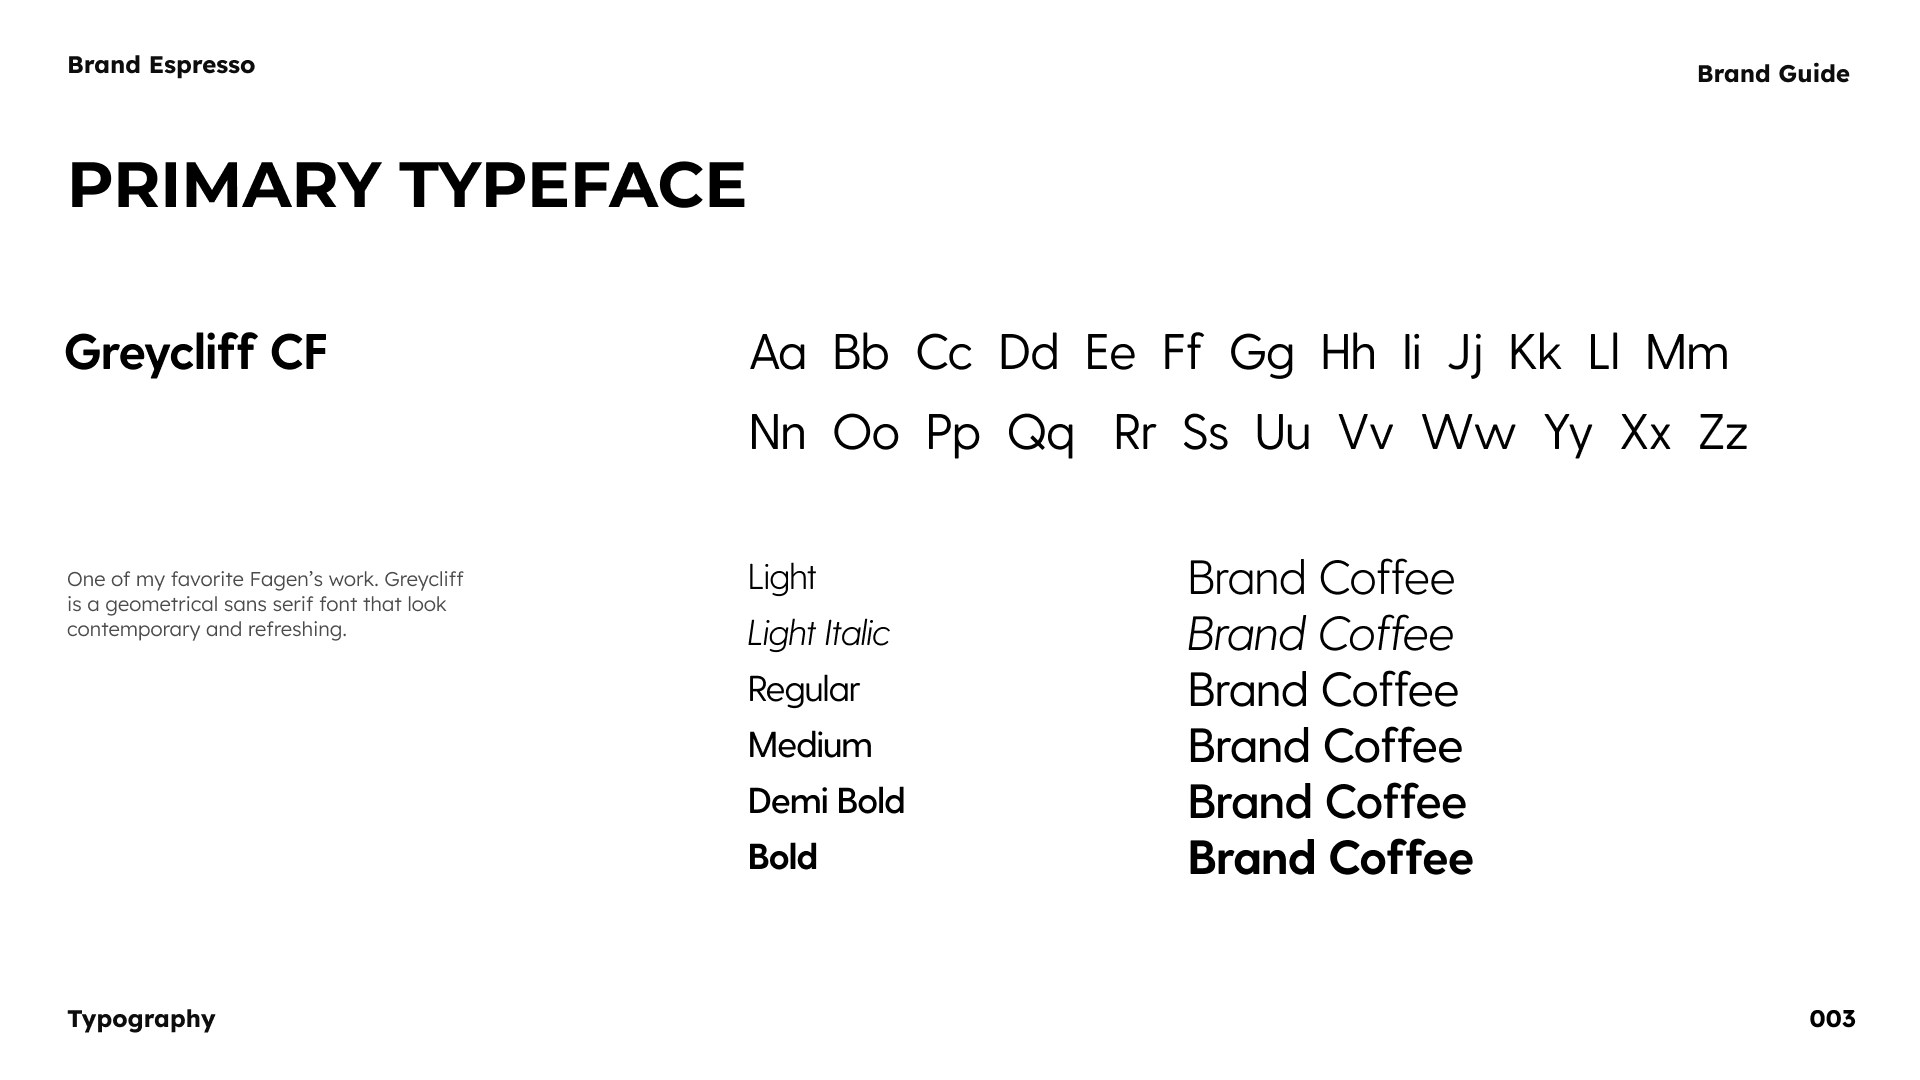 Brand Espresso
Brand Guide
PRIMARY TYPEFACE
Greycliff CF
Aa Bb Cc Dd Ee Ff Gg Hh Ii Jj Kk Ll Mm
Nn Oo Pp Qq Rr Ss Uu Vv Ww Yy Xx Zz
One of my favorite Fagen’s work. Greycliff
is a geometrical sans serif font that look
contemporary and refreshing.
Light
Brand Coffee
Light Italic
Brand Coffee
Regular
Brand Coffee
Medium
Brand Coffee
Demi Bold
Brand Coffee
Bold
Brand Coffee
Typography
003